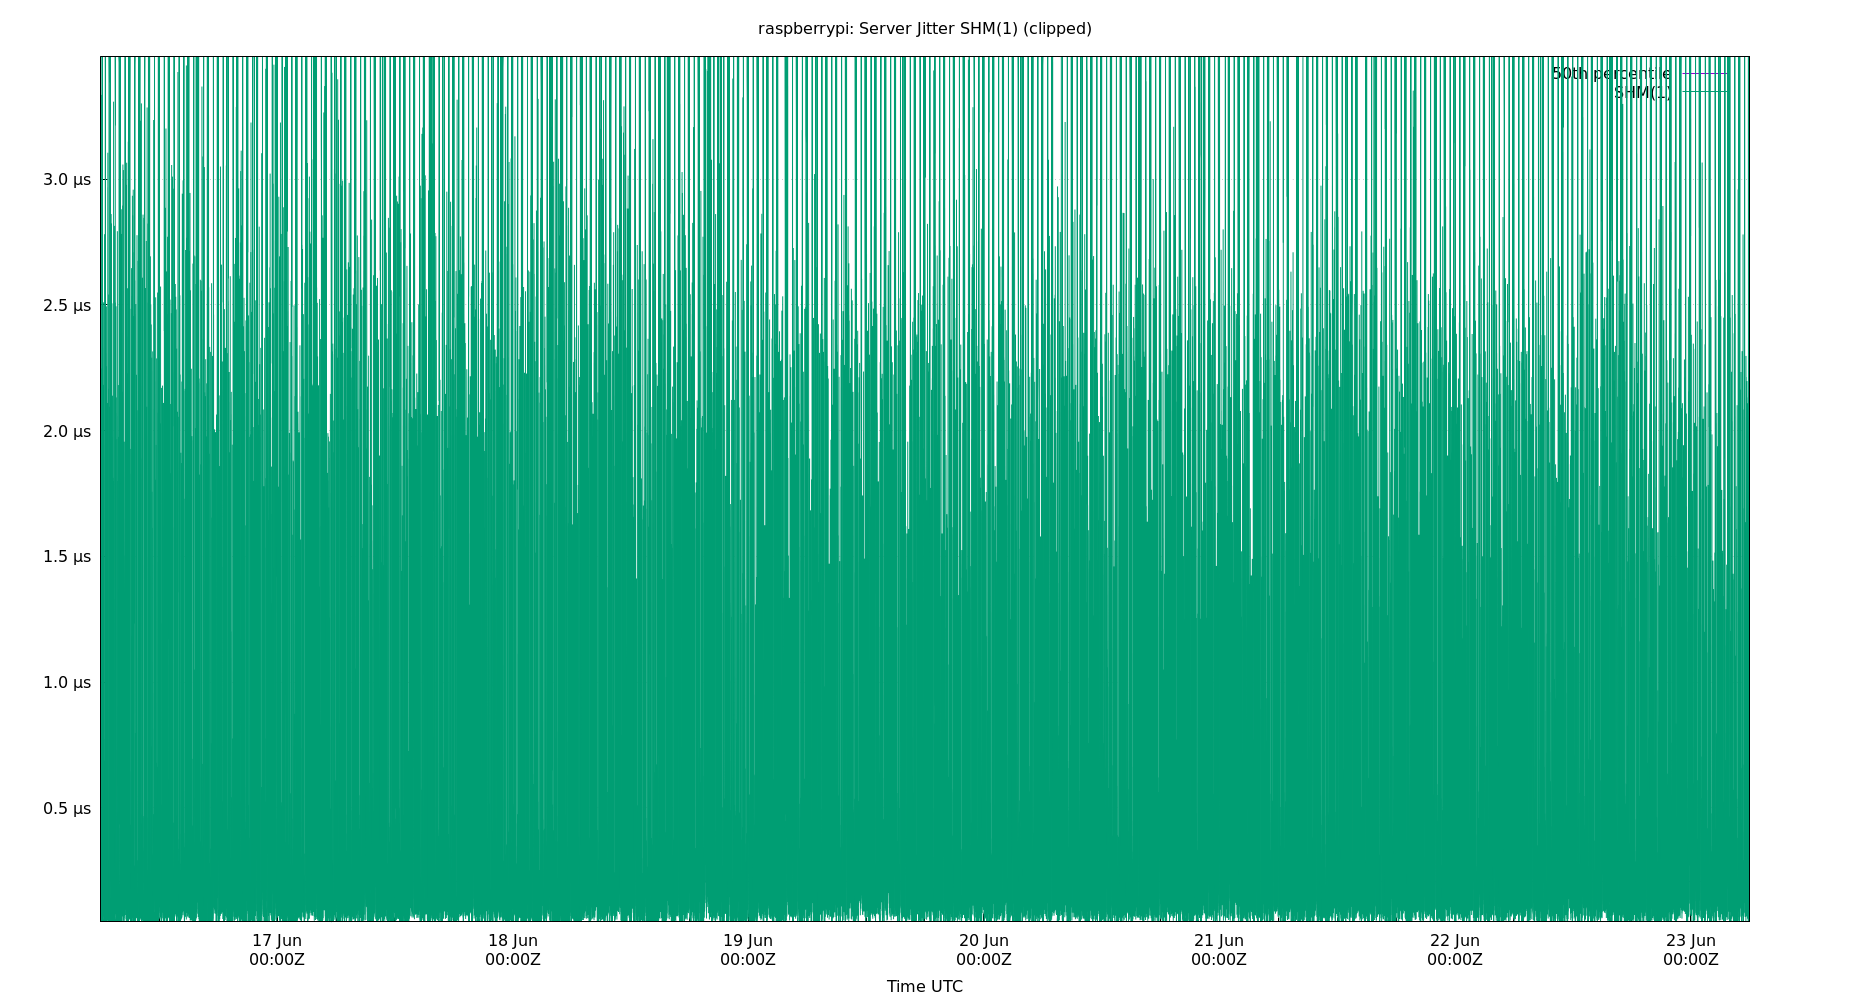 raspberrypi: Server Jitter SHM(1) (clipped)
50th percentile
SHM(1)
3.0 µs
2.5 µs
2.0 µs
1.5 µs
1.0 µs
0.5 µs
17 Jun 18 Jun 19 Jun 20 Jun 21 Jun 22 Jun 23 Jun
00:00Z 00:00Z 00:00Z 00:00Z 00:00Z 00:00Z 00:00Z
Time UTC